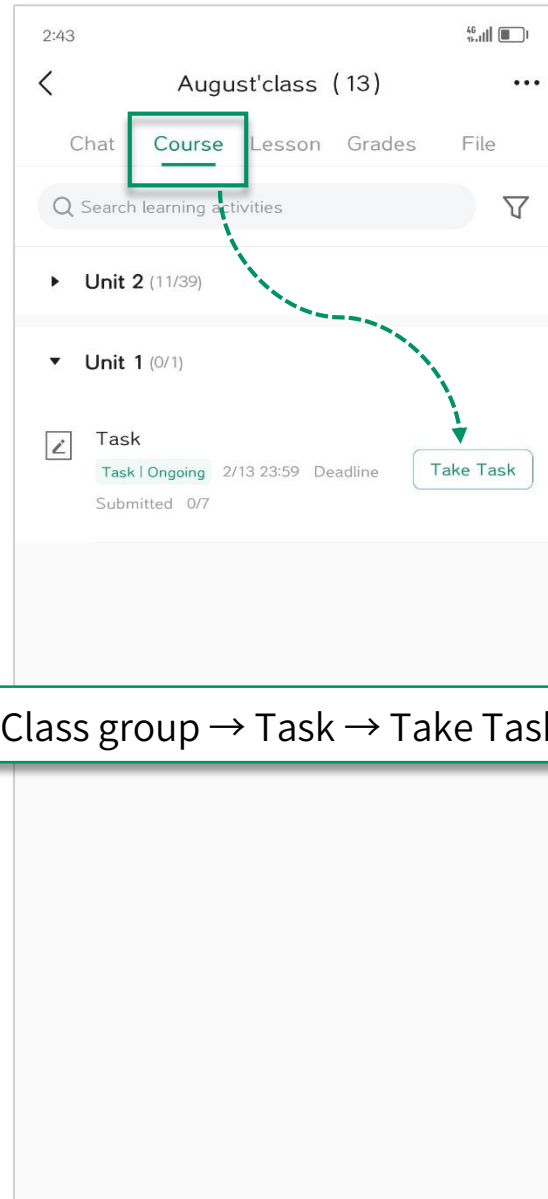 2:43
August'class (13)
Chat Course Lesson Grades File
Search learning activities
Unit 2 (11/39)
Unit 1 (0/1)
Task
Task | Ongoing 2/13 23:59 Deadline
Take Task
Submitted 0/7
Class group → Task → Take Task